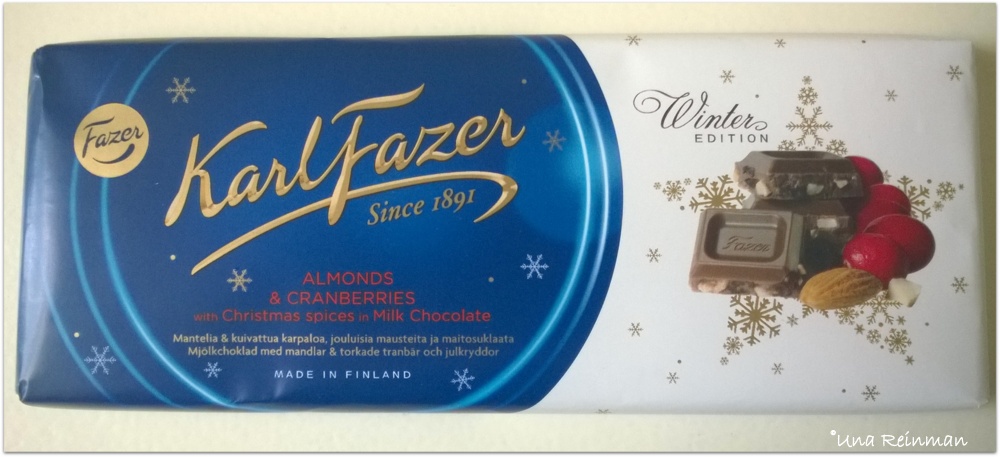 Fazer
Karl Fazer
Since 1891
ALMONDS
& CRANBERRIES
with Christmas spices in Milk Chocolate
Mantelia & kuivattua karpaloa, jouluisia mausteita ja maitosuklaata
Mjölkchoklad med mandlar & torkade tranbär och julkryddor
MADE IN FINLAND
Winter
EDITION
Fazer
°Una Reinman